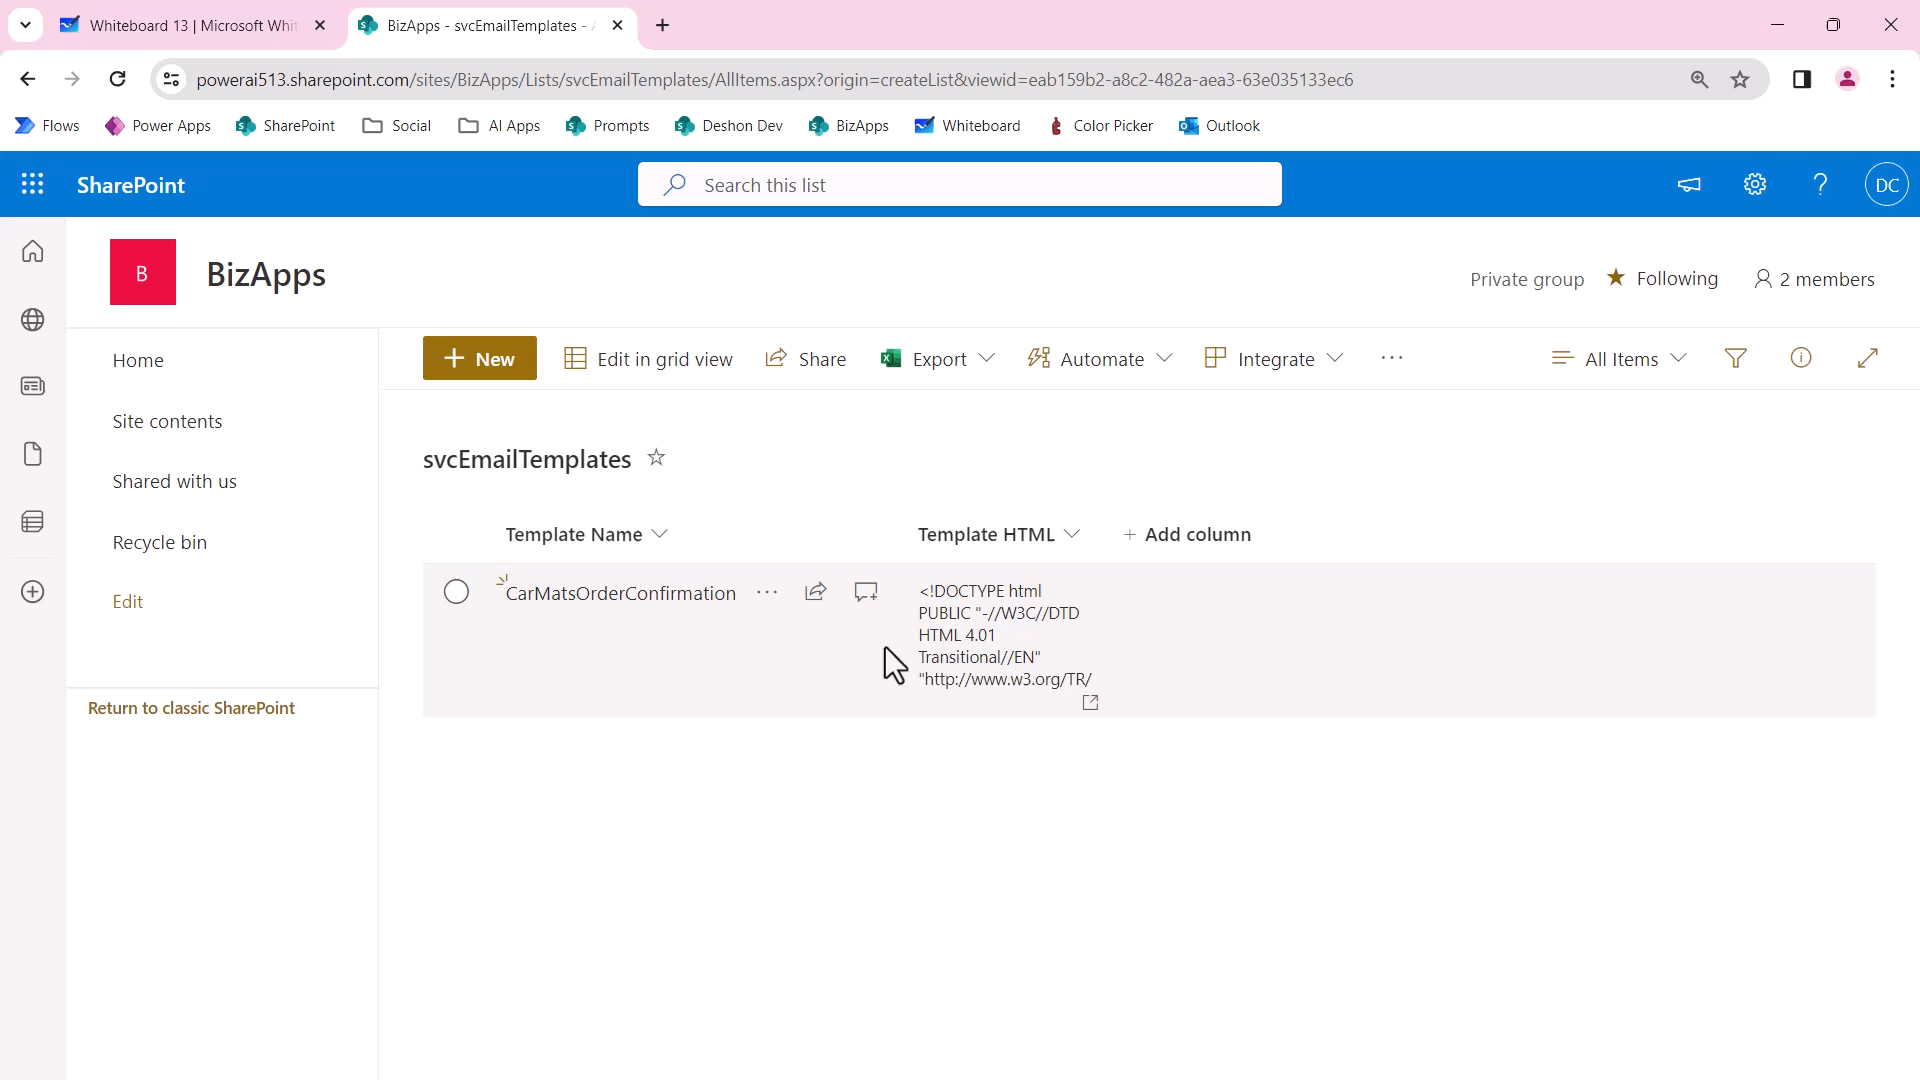 Whiteboard 13 | Microsoft Whit
BizApps - svcEmailTemplates -
powerai513.sharepoint.com/sites/BizApps/Lists/svcEmailTemplates/AllItems.aspx?origin=createList&viewid=eab159b2-a8c2-482a-aea3-63e035133ec6
Flows Power Apps SharePoint Social AI Apps Prompts Deshon Dev BizApps Whiteboard Color Picker Outlook
SharePoint
Search this list
DC
B
BizApps
Private group Following 2 members
Home
Site contents
Shared with us
Recycle bin
Edit
Return to classic SharePoint
New Edit in grid view Share Export Automate Integrate All Items
svcEmailTemplates
Template Name Template HTML + Add column
CarMatsOrderConfirmation
<!DOCTYPE html
PUBLIC "-//W3C//DTD
HTML 4.01
Transitional//EN"
"http://www.w3.org/TR/